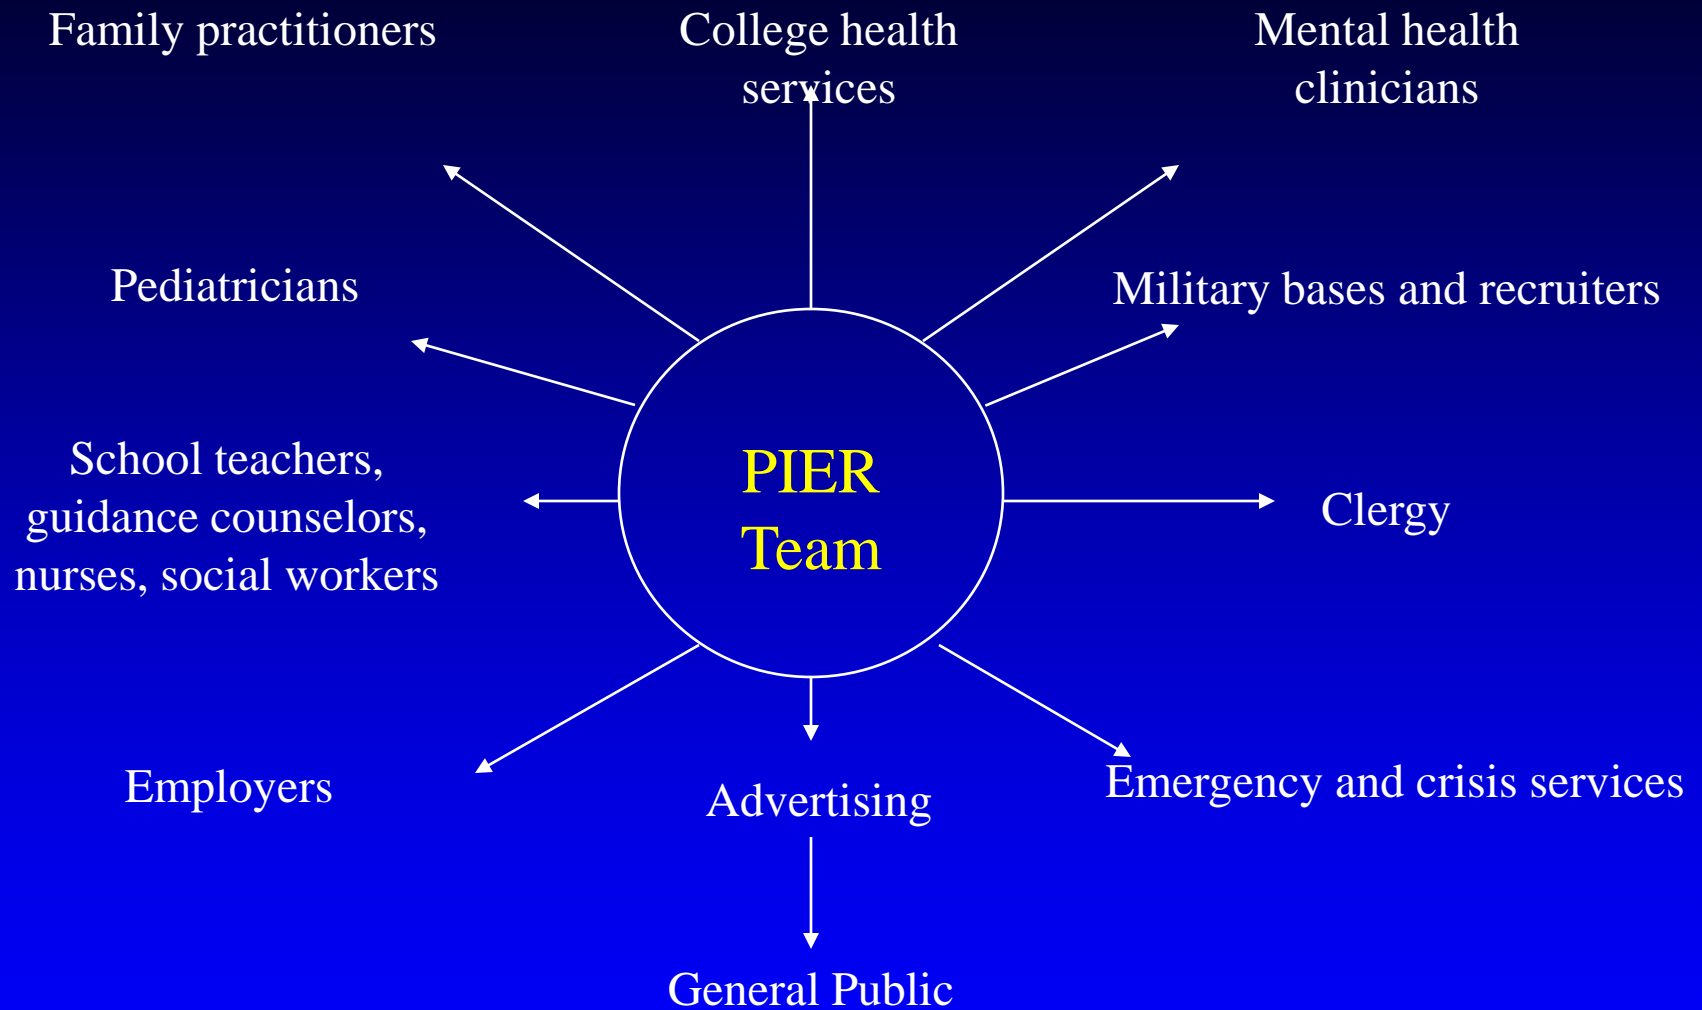 Family practitioners
College health
services
Mental health
clinicians
Pediatricians
Military bases and recruiters
School teachers,
guidance counselors,
nurses, social workers
PIER
Team
Clergy
Employers
Advertising
Emergency and crisis services
General Public